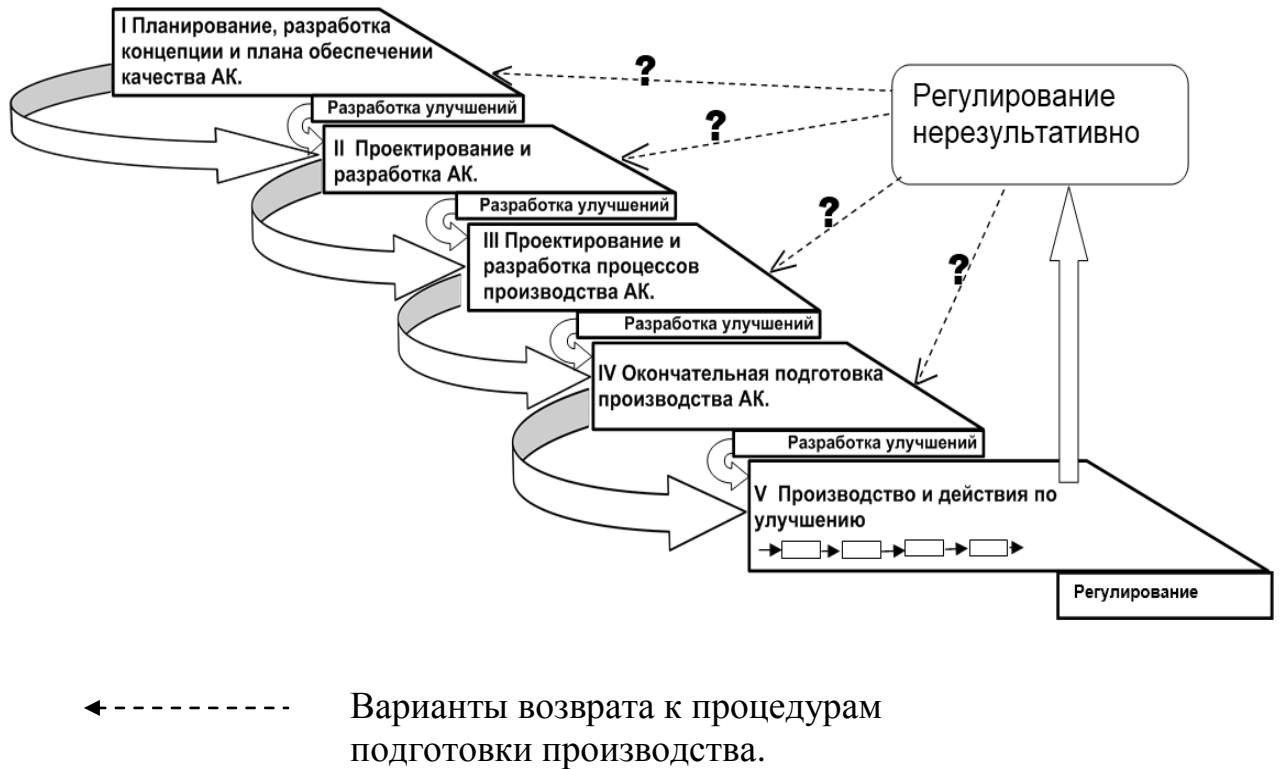 I Планирование, разработка
концепции и плана обеспечении
качества АК.
?
Регулирование
нерезультативно
Разработка улучшений
?
II Проектирование и
разработка АК.
Разработка улучшений
?
III Проектирование и
разработка процессов
производства АК.
?
Разработка улучшений
IV Окончательная подготовка
производства АК.
Разработка улучшений
V Производство и действия по
улучшению
Регулирование
Варианты возврата к процедурам
подготовки производства.